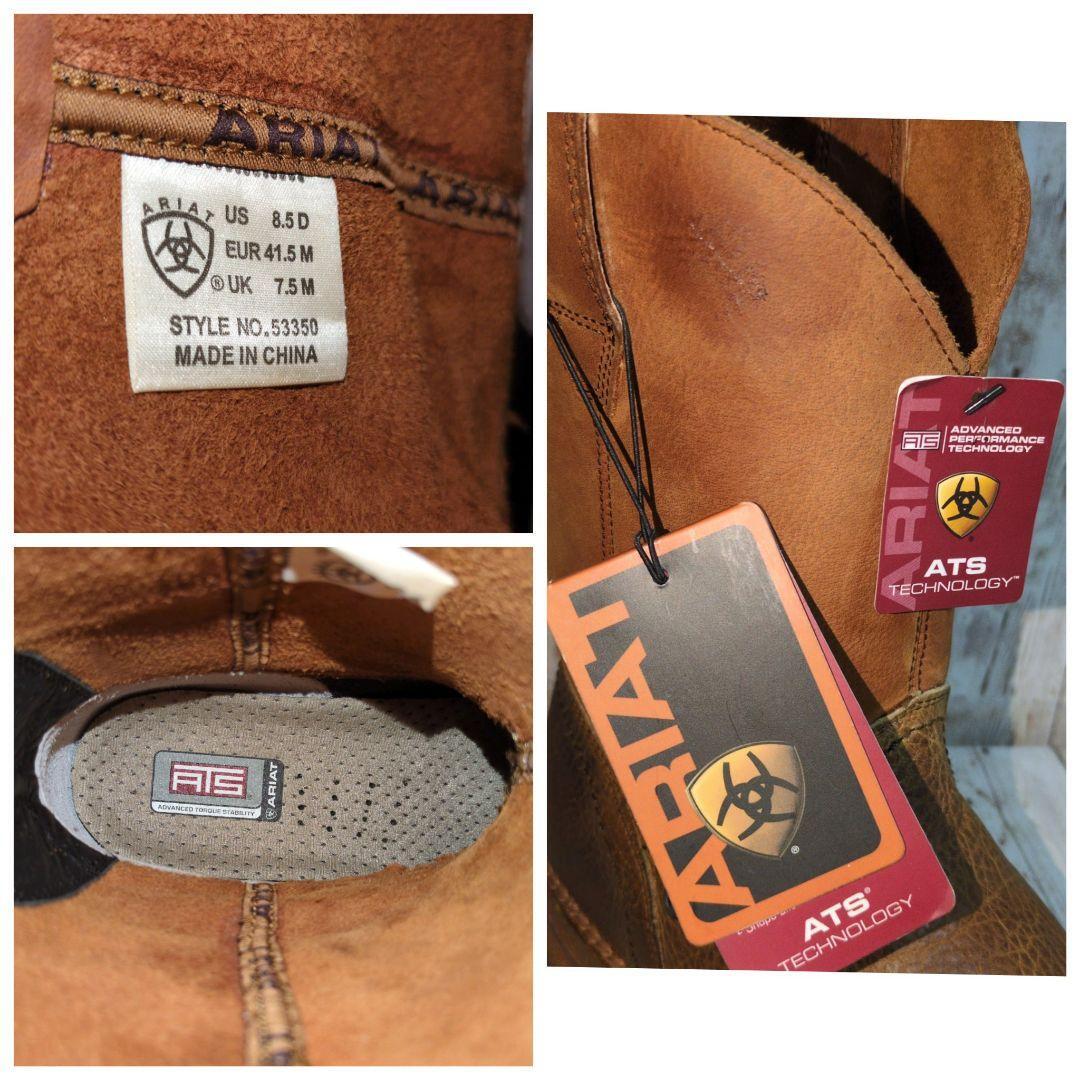 ARIAT
ARIA
ARIAT
US 8.5 D
EUR 41.5 M
® UK 7.5 M
STYLE NO. 53350
MADE IN CHINA
ATS
ADVANCED TORQUE STABILITY
ARIAT
ARIAT
ATS
ADVANCED
PERFORMANCE
TECHNOLOGY
®
ATS
TECHNOLOGY™
ARIAT
®
ATS®
TECHNOLOGY